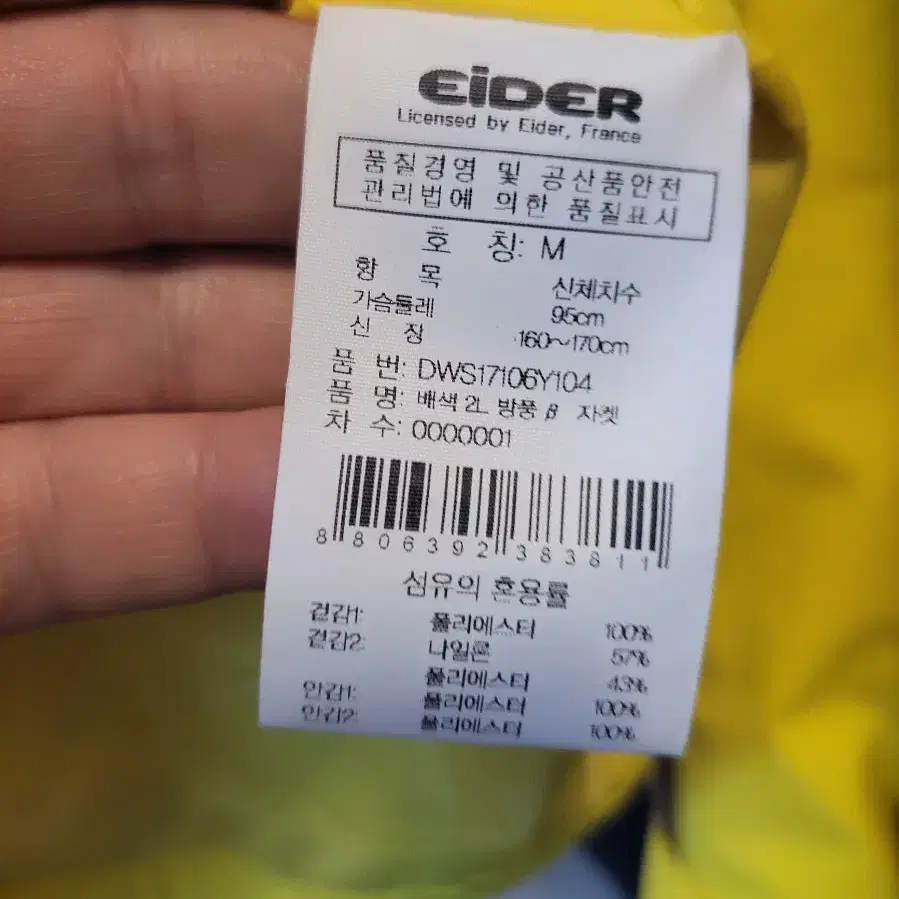 EiDER
Licensed by Eider, France
품질경영 및 공산품안전
관리법에 의한 품질표시
호 칭: M
항 목 신체치수
가슴둘레 95cm
신 장 160~170cm
품 번: DWS17106Y104
품 명: 배색 2L 방풍 β 자켓
차 수: 0000001
8 806392 383811
섬유의 혼용률
겉감1: 폴리에스터 100%
겉감2: 나일론 57%
폴리에스터 43%
안감1: 폴리에스터 100%
안감2: 폴리에스터 100%